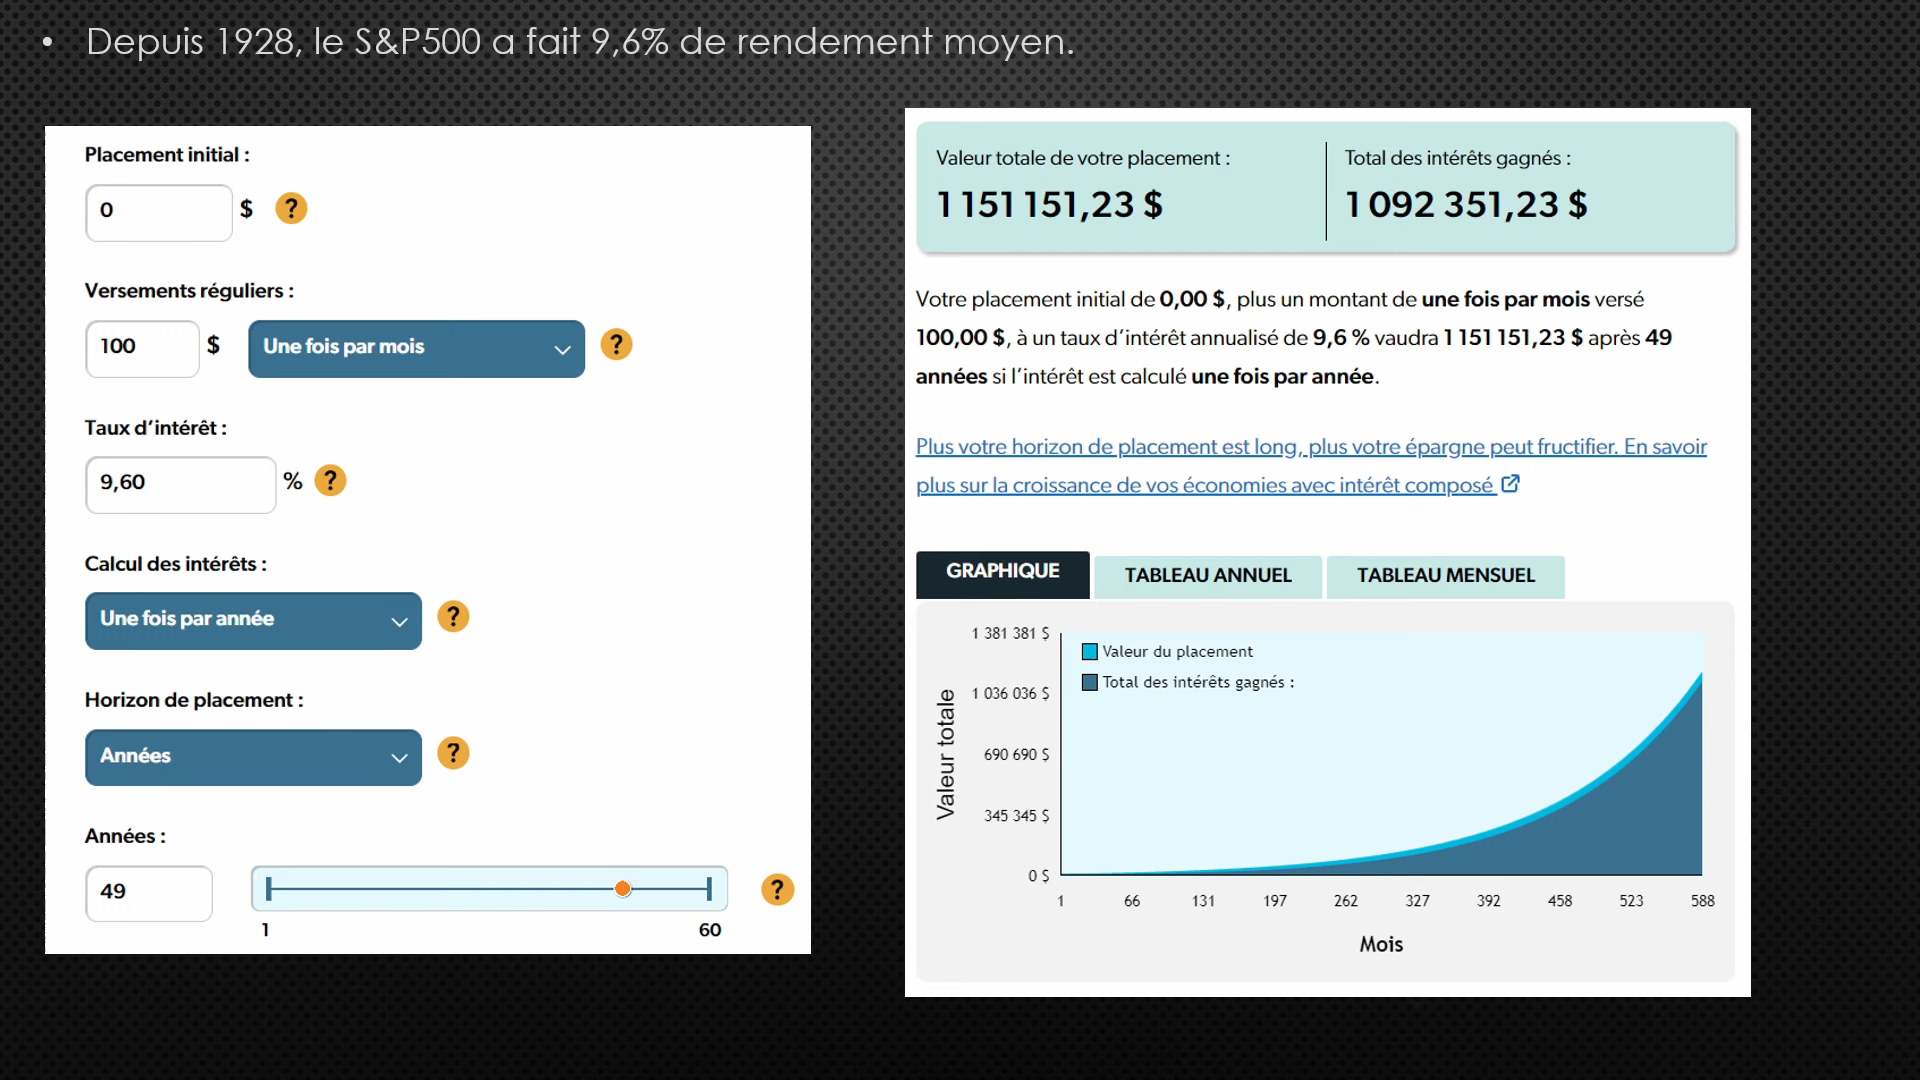 • Depuis 1928, le S&P500 a fait 9,6% de rendement moyen.
Placement initial :
0 $ ?
Versements réguliers :
100 $ Une fois par mois ?
Taux d'intérêt :
9,60 % ?
Calcul des intérêts :
Une fois par année ?
Horizon de placement :
Années ?
Années :
49 ?
1 60
Valeur totale de votre placement :
1 151 151,23 $
Total des intérêts gagnés :
1 092 351,23 $
Votre placement initial de 0,00 $, plus un montant de une fois par mois versé
100,00 $, à un taux d'intérêt annualisé de 9,6 % vaudra 1 151 151,23 $ après 49
années si l'intérêt est calculé une fois par année.
Plus votre horizon de placement est long, plus votre épargne peut fructifier. En savoir
plus sur la croissance de vos économies avec intérêt composé
GRAPHIQUE TABLEAU ANNUEL TABLEAU MENSUEL
Valeur totale
1 381 381 $
1 036 036 $
690 690 $
345 345 $
0 $
Valeur du placement
Total des intérêts gagnés :
1 66 131 197 262 327 392 458 523 588
Mois